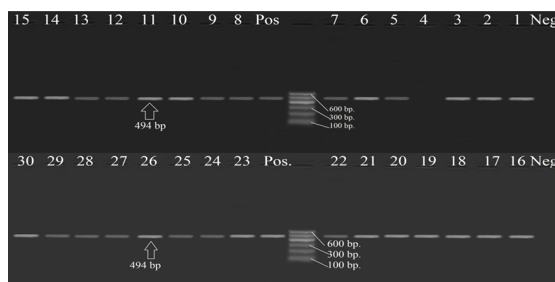 15 14 13 12 11 10 9 8 Pos 7 6 5 4 3 2 1 Neg
600 bp.
300 bp.
494 bp
100 bp.
30 29 28 27 26 25 24 23 Pos. 22 21 20 19 18 17 16 Neg
600 bp.
300 bp.
494 bp
100 bp.